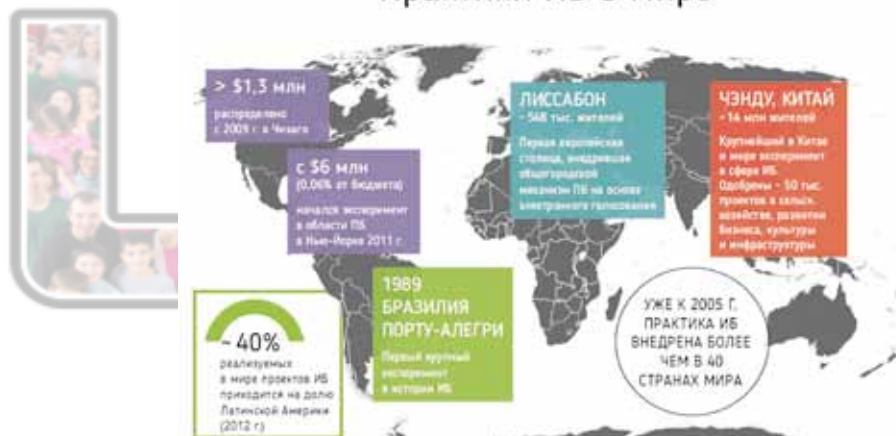 > $1,3 МЛН
распределено
с 2009 г. в Чикаго
с $6 МЛН
(0,06% от бюджета)
начался эксперимент
в области ПБ
в Нью-Йорке 2011 г.
ЛИССАБОН
~ 548 тыс. жителей
Первая европейская
столица, внедрившая
общегородской
механизм ПБ на основе
электронного голосования
ЧЭНДУ, КИТАЙ
~ 14 млн жителей
Крупнейший в Китае
и мире эксперимент
в сфере ИБ.
Одобрены ~ 50 тыс.
проектов в сельск.
хозяйстве, развитии
бизнеса, культуры
и инфраструктуры
1989
БРАЗИЛИЯ
ПОРТУ-АЛЕГРИ
Первый крупный
эксперимент
в истории ИБ
~ 40%
реализуемых
в мире проектов ИБ
приходится на долю
Латинской Америки
(2012 г.)
УЖЕ К 2005 Г.
ПРАКТИКА ИБ
ВНЕДРЕНА БОЛЕЕ
ЧЕМ В 40
СТРАНАХ МИРА